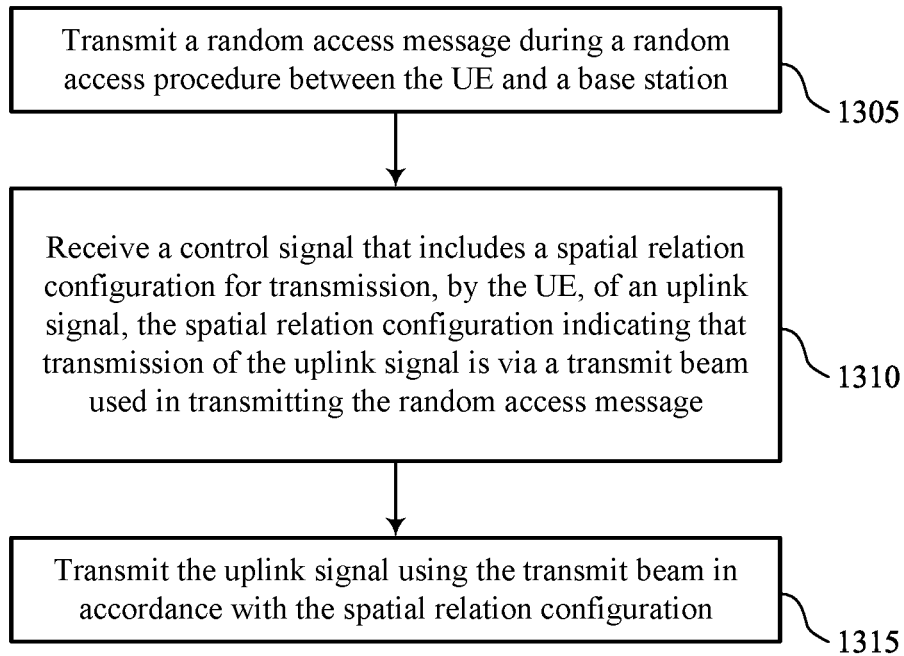 Transmit a random access message during a random
access procedure between the UE and a base station
1305
Receive a control signal that includes a spatial relation
configuration for transmission, by the UE, of an uplink
signal, the spatial relation configuration indicating that
transmission of the uplink signal is via a transmit beam
used in transmitting the random access message
1310
Transmit the uplink signal using the transmit beam in
accordance with the spatial relation configuration
1315